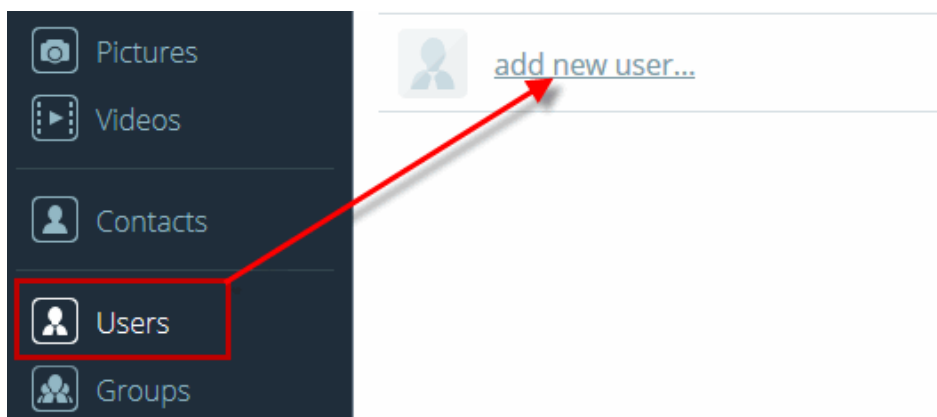 Pictures
Videos
Contacts
Users
Groups
add new user...